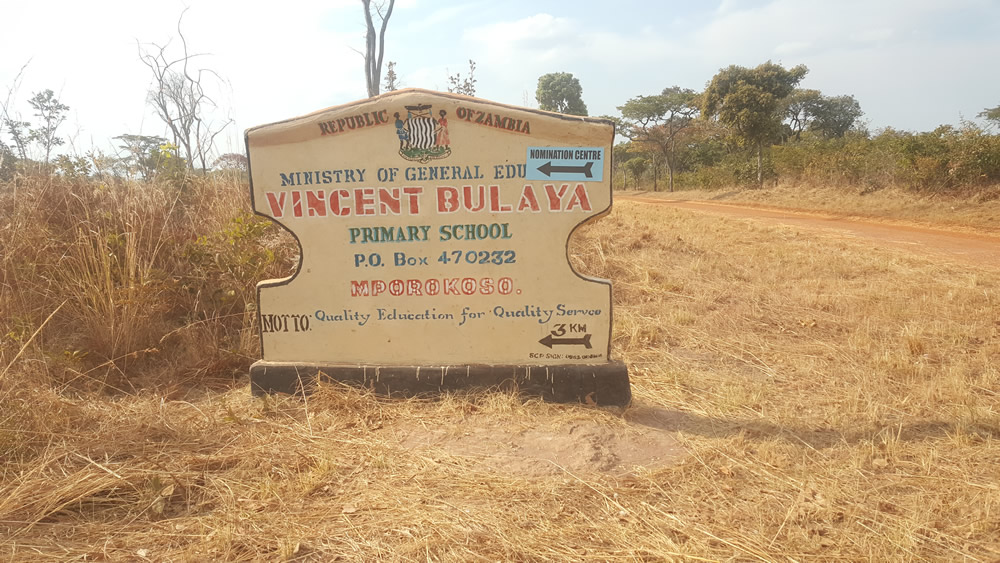 REPUBLIC OF ZAMBIA
NOMINATION CENTRE
MINISTRY OF GENERAL EDU
VINCENT BULAYA
PRIMARY SCHOOL
P.O. Box 470232
MPOROKOSO.
MOTTO: Quality Education for Quality Servce
3 KM